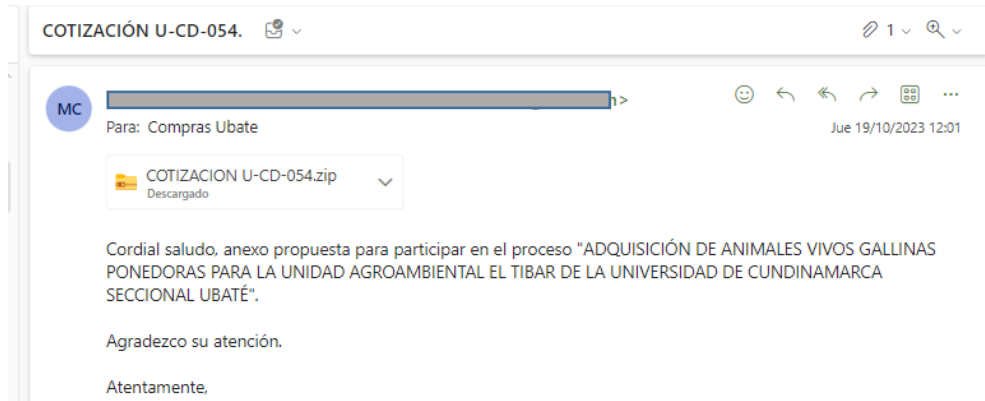 COTIZACIÓN U-CD-054.
1
MC
>
Para: Compras Ubate
Jue 19/10/2023 12:01
COTIZACION U-CD-054.zip
Descargado
Cordial saludo, anexo propuesta para participar en el proceso "ADQUISICIÓN DE ANIMALES VIVOS GALLINAS
PONEDORAS PARA LA UNIDAD AGROAMBIENTAL EL TIBAR DE LA UNIVERSIDAD DE CUNDINAMARCA
SECCIONAL UBATÉ".
Agradezco su atención.
Atentamente,